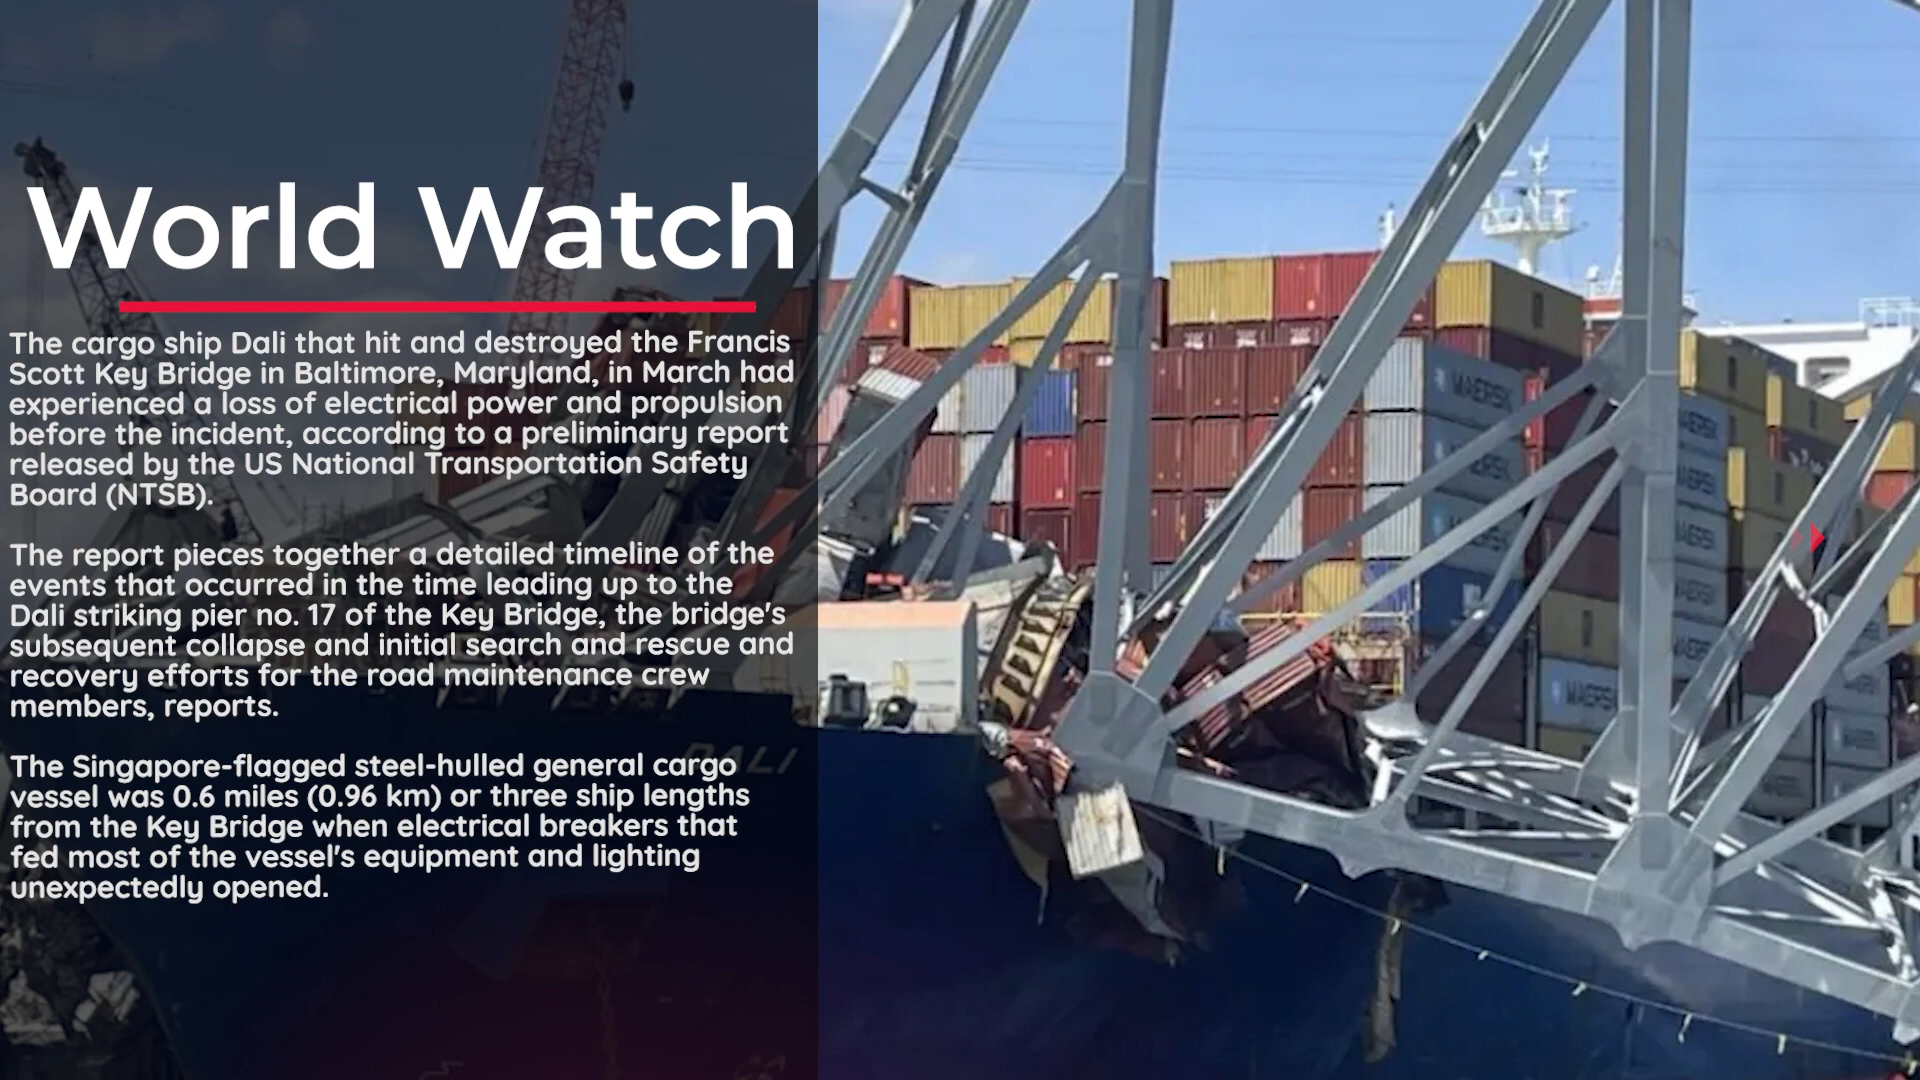 World Watch
The cargo ship Dali that hit and destroyed the Francis
Scott Key Bridge in Baltimore, Maryland, in March had
experienced a loss of electrical power and propulsion
before the incident, according to a preliminary report
released by the US National Transportation Safety
Board (NTSB).
The report pieces together a detailed timeline of the
events that occurred in the time leading up to the
Dali striking pier no. 17 of the Key Bridge, the bridge's
subsequent collapse and initial search and rescue and
recovery efforts for the road maintenance crew
members, reports.
The Singapore-flagged steel-hulled general cargo
vessel was 0.6 miles (0.96 km) or three ship lengths
from the Key Bridge when electrical breakers that
fed most of the vessel's equipment and lighting
unexpectedly opened.
DALI
MAERSK
MAERSK
MAERSK